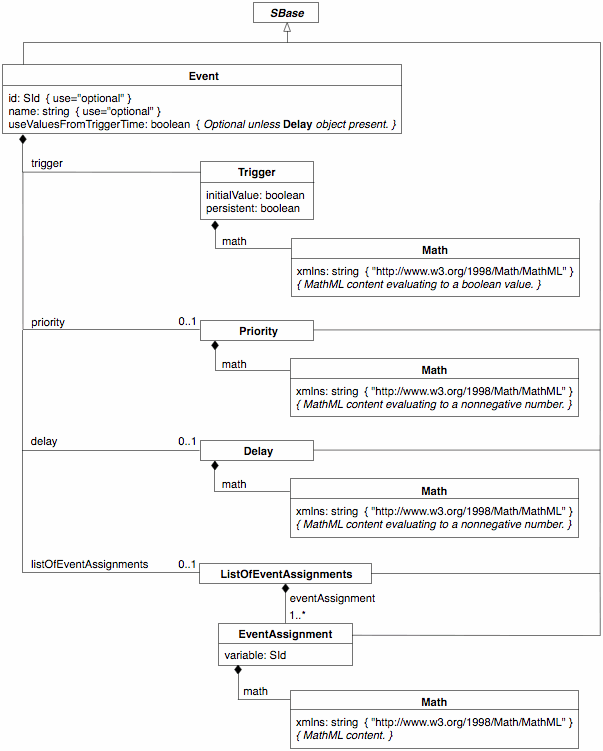 SBase
Event
id: SId { use="optional" }
name: string { use="optional" }
useValuesFromTriggerTime: boolean { Optional unless Delay object present. }
trigger
Trigger
initialValue: boolean
persistent: boolean
math
Math
xmlns: string { "http://www.w3.org/1998/Math/MathML" }
{ MathML content evaluating to a boolean value. }
priority
0..1
Priority
math
Math
xmlns: string { "http://www.w3.org/1998/Math/MathML" }
{ MathML content evaluating to a nonnegative number. }
delay
0..1
Delay
math
Math
xmlns: string { "http://www.w3.org/1998/Math/MathML" }
{ MathML content evaluating to a nonnegative number. }
listOfEventAssignments
0..1
ListOfEventAssignments
eventAssignment
1..*
EventAssignment
variable: SId
math
Math
xmlns: string { "http://www.w3.org/1998/Math/MathML" }
{ MathML content. }